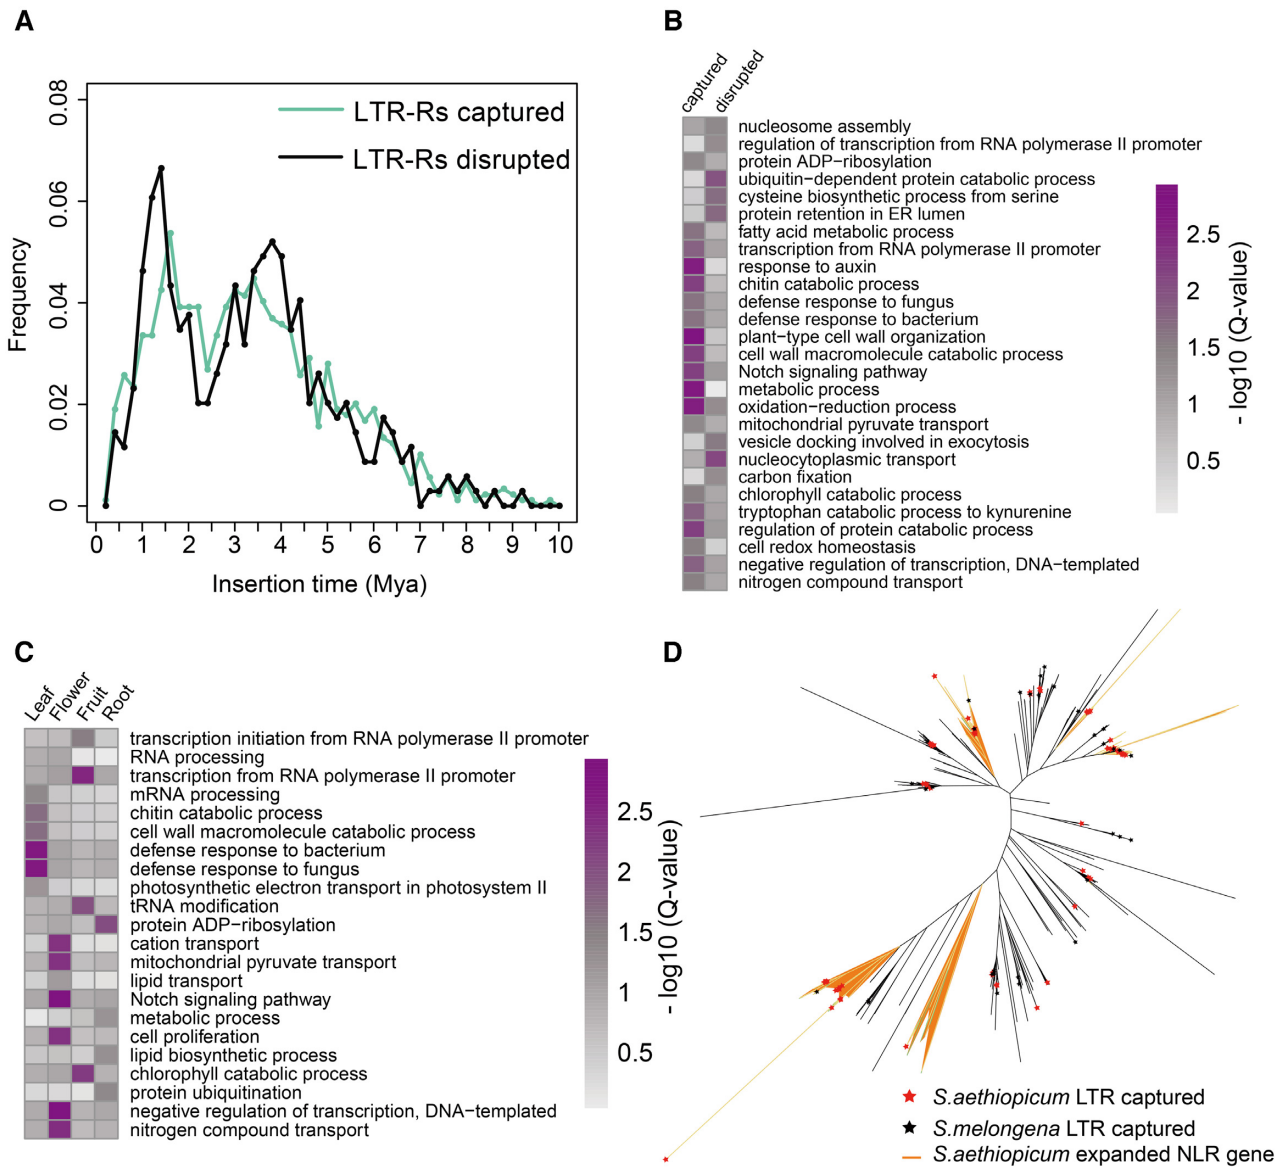 A
LTR-Rs captured
LTR-Rs disrupted
Frequency
0.08
0.06
0.04
0.02
0
0 1 2 3 4 5 6 7 8 9 10
Insertion time (Mya)
B
captured
disrupted
nucleosome assembly
regulation of transcription from RNA polymerase II promoter
protein ADP−ribosylation
ubiquitin−dependent protein catabolic process
cysteine biosynthetic process from serine
protein retention in ER lumen
fatty acid metabolic process
transcription from RNA polymerase II promoter
response to auxin
chitin catabolic process
defense response to fungus
defense response to bacterium
plant−type cell wall organization
cell wall macromolecule catabolic process
Notch signaling pathway
metabolic process
oxidation−reduction process
mitochondrial pyruvate transport
vesicle docking involved in exocytosis
nucleocytoplasmic transport
carbon fixation
chlorophyll catabolic process
tryptophan catabolic process to kynurenine
regulation of protein catabolic process
cell redox homeostasis
negative regulation of transcription, DNA−templated
nitrogen compound transport
2.5
2
1.5
1
0.5
- log10 (Q-value)
C
Leaf
Flower
Fruit
Root
transcription initiation from RNA polymerase II promoter
RNA processing
transcription from RNA polymerase II promoter
mRNA processing
chitin catabolic process
cell wall macromolecule catabolic process
defense response to bacterium
defense response to fungus
photosynthetic electron transport in photosystem II
tRNA modification
protein ADP−ribosylation
cation transport
mitochondrial pyruvate transport
lipid transport
Notch signaling pathway
metabolic process
cell proliferation
lipid biosynthetic process
chlorophyll catabolic process
protein ubiquitination
negative regulation of transcription, DNA−templated
nitrogen compound transport
2.5
2
1.5
1
0.5
- log10 (Q-value)
D
S.aethiopicum LTR captured
S.melongena LTR captured
S.aethiopicum expanded NLR gene